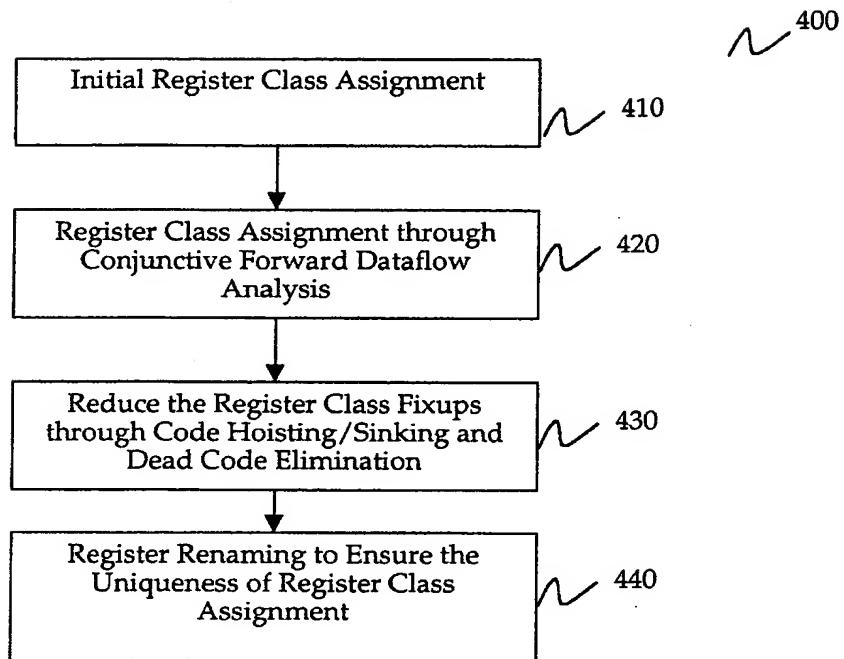 400
Initial Register Class Assignment
410
Register Class Assignment through
Conjunctive Forward Dataflow
Analysis
420
Reduce the Register Class Fixups
through Code Hoisting/Sinking and
Dead Code Elimination
430
Register Renaming to Ensure the
Uniqueness of Register Class
Assignment
440